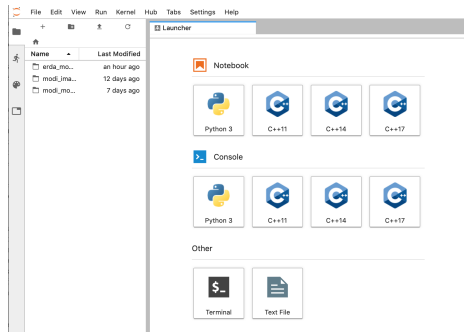 File Edit View Run Kernel Hub Tabs Settings Help
Launcher
Name Last Modified
erda_mo... an hour ago
modi_ima... 12 days ago
modi_mo... 7 days ago
Notebook
Python 3 C++11 C++14 C++17
Console
Python 3 C++11 C++14 C++17
Other
$_
Terminal Text File